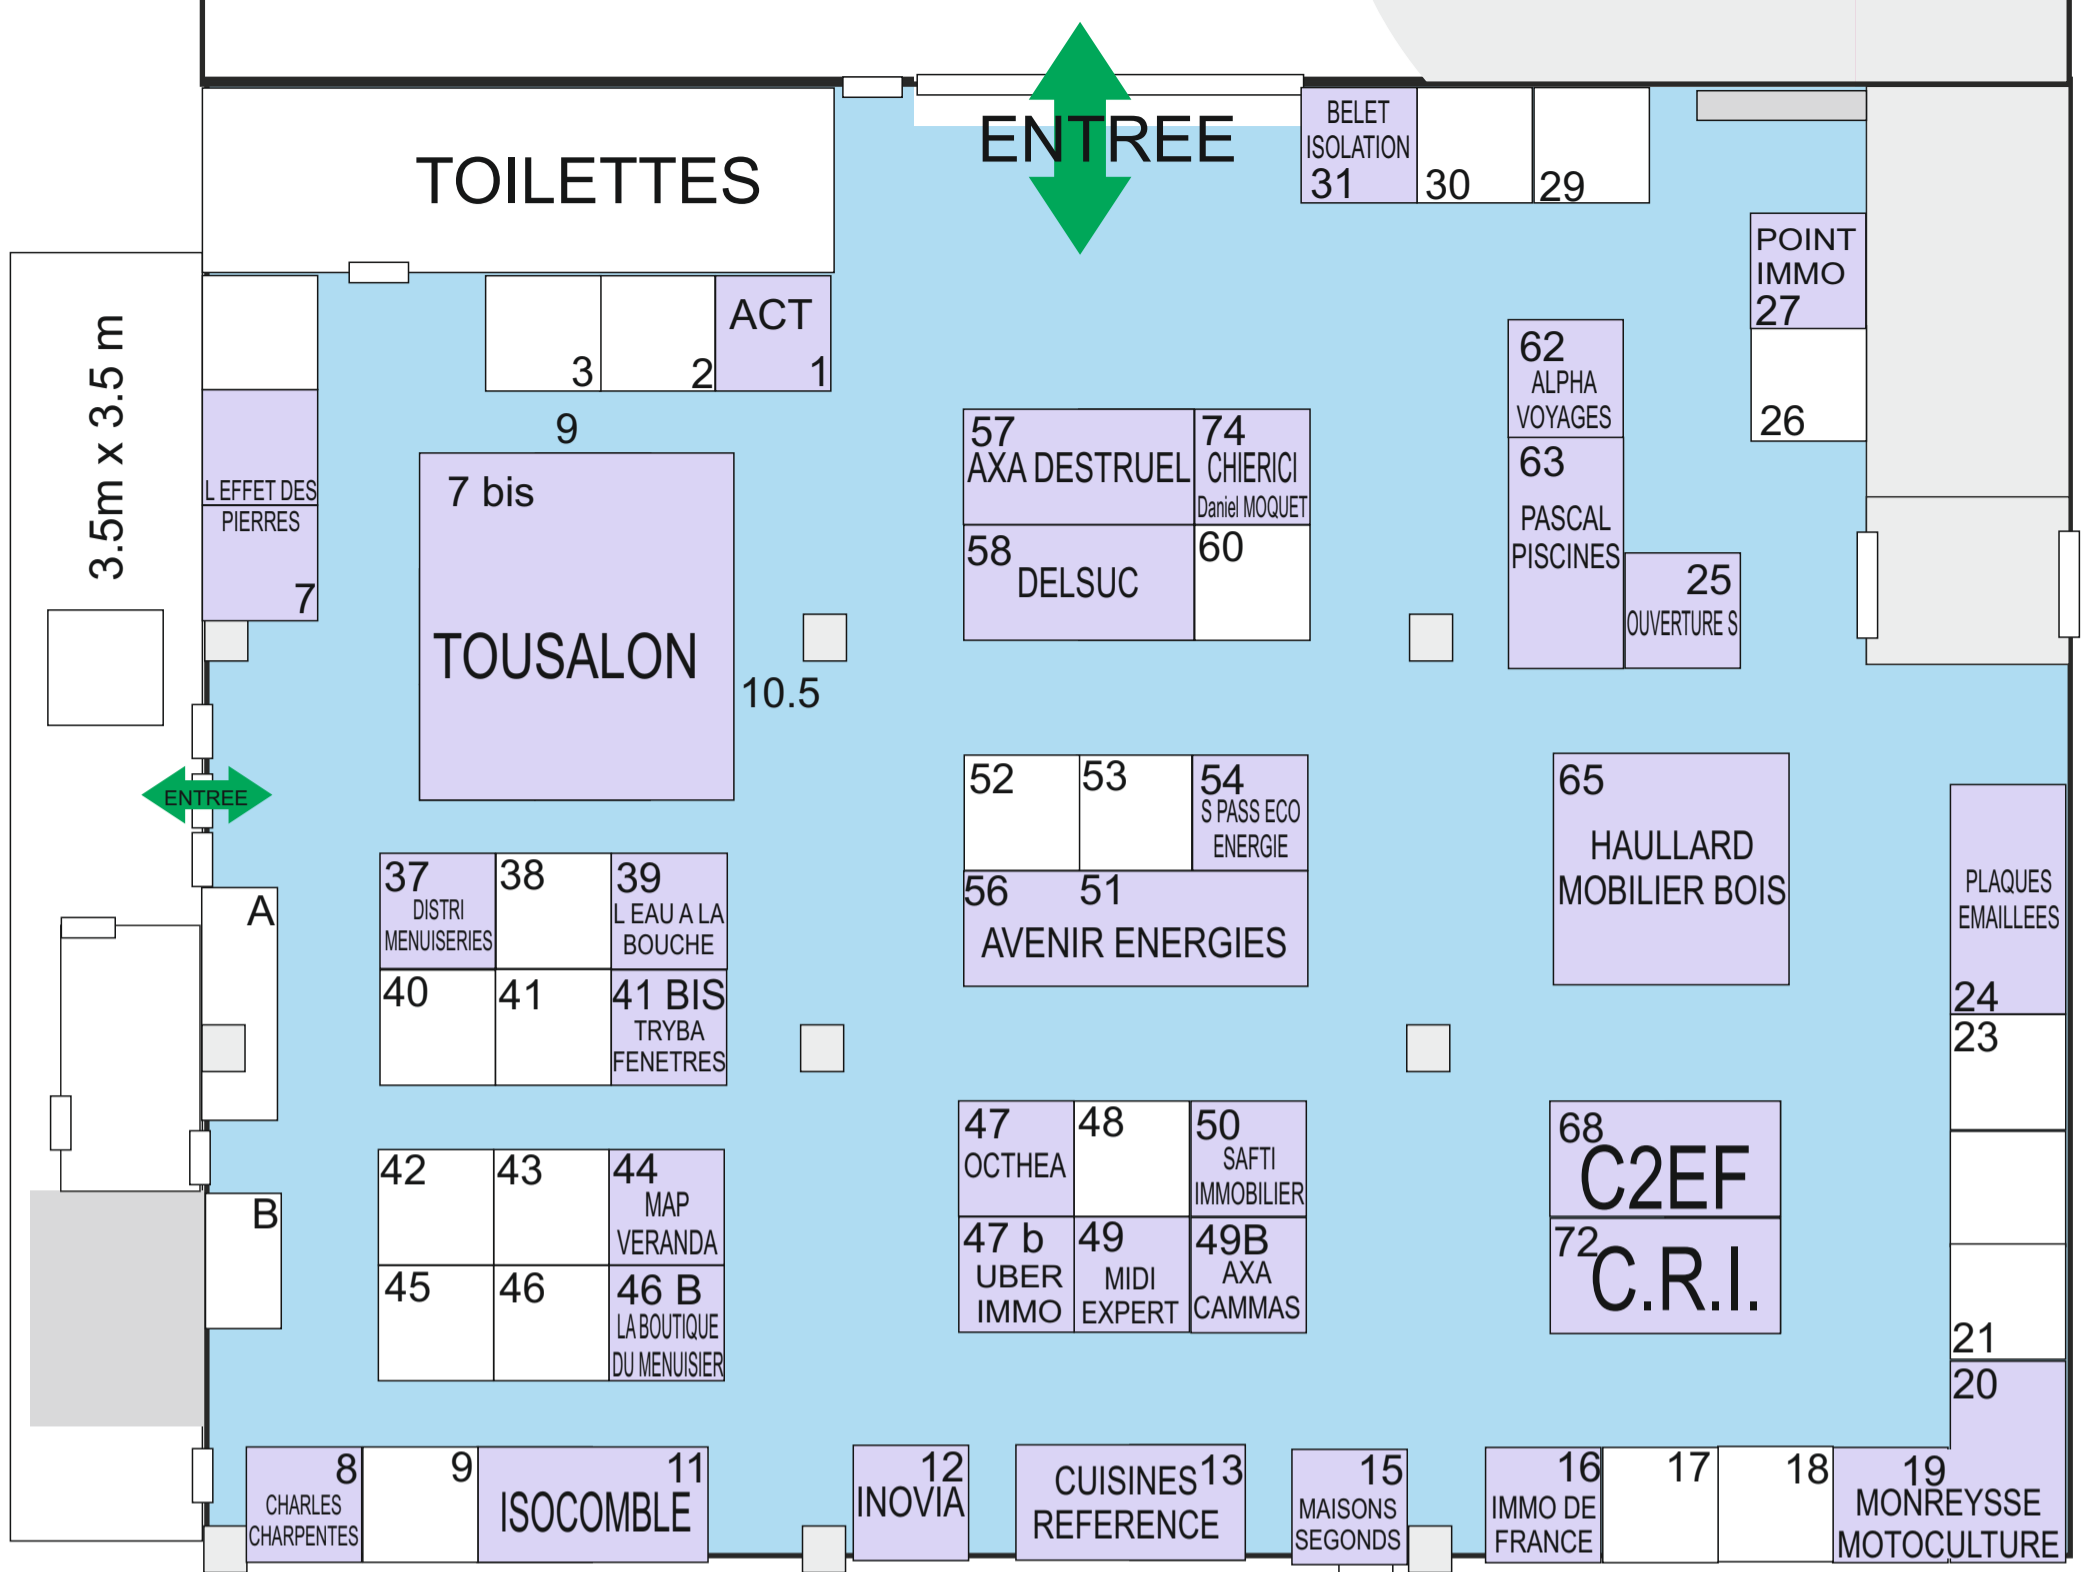 ENTREE
TOILETTES
BELET
ISOLATION
31
30
29
POINT
IMMO
27
26
3.5m x 3.5 m
3
2
ACT
1
L EFFET DES
PIERRES
7
9
7 bis
TOUSALON
10.5
57
AXA DESTRUEL
74
CHIERICI
Daniel MOQUET
58
DELSUC
60
62
ALPHA
VOYAGES
63
PASCAL
PISCINES
25
OUVERTURE S
ENTREE
A
B
37
DISTRI
MENUISERIES
38
39
L EAU A LA
BOUCHE
40
41
41 BIS
TRYBA
FENETRES
52
53
54
S PASS ECO
ENERGIE
56
51
AVENIR ENERGIES
65
HAULLARD
MOBILIER BOIS
PLAQUES
EMAILLEES
24
23
21
20
42
43
44
MAP
VERANDA
45
46
46 B
LA BOUTIQUE
DU MENUISIER
47
OCTHEA
48
50
SAFTI
IMMOBILIER
47 b
UBER
IMMO
49
MIDI
EXPERT
49B
AXA
CAMMAS
68
C2EF
72
C.R.I.
8
CHARLES
CHARPENTES
9
11
ISOCOMBLE
12
INOVIA
CUISINES 13
REFERENCE
15
MAISONS
SEGONDS
16
IMMO DE
FRANCE
17
18
19
MONREYSSE
MOTOCULTURE